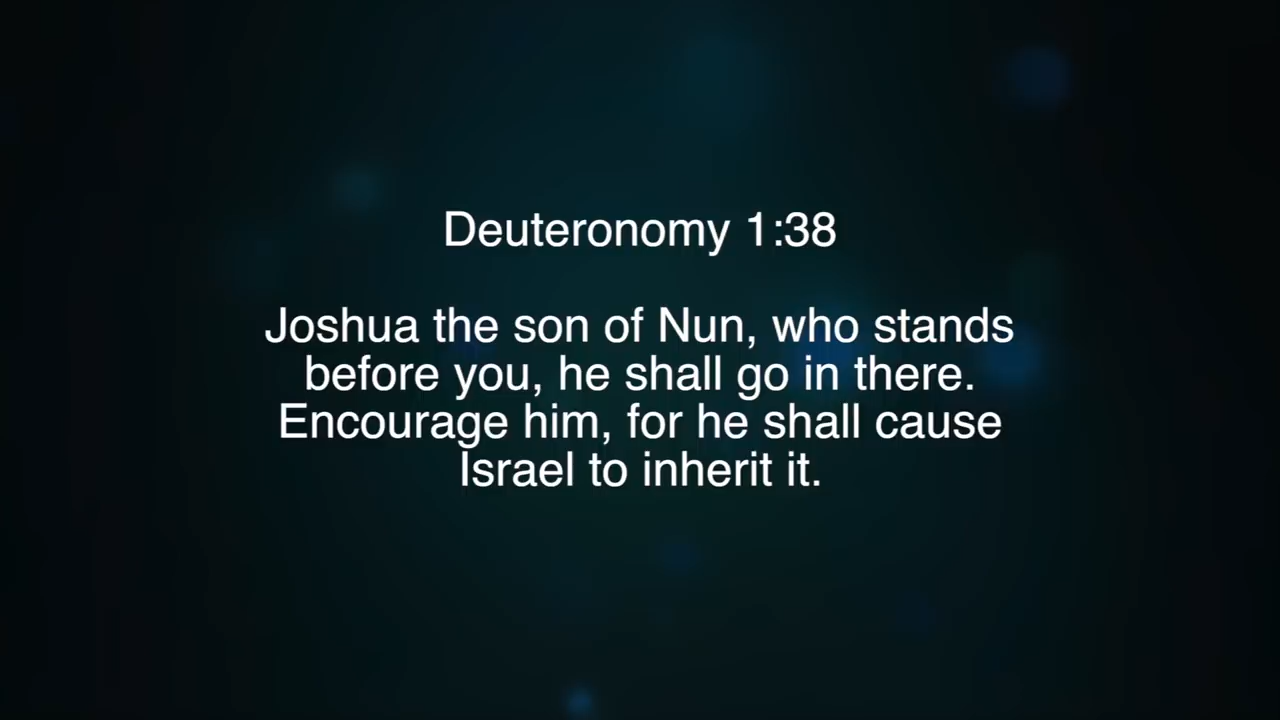 Deuteronomy 1:38
Joshua the son of Nun, who stands
before you, he shall go in there.
Encourage him, for he shall cause
Israel to inherit it.